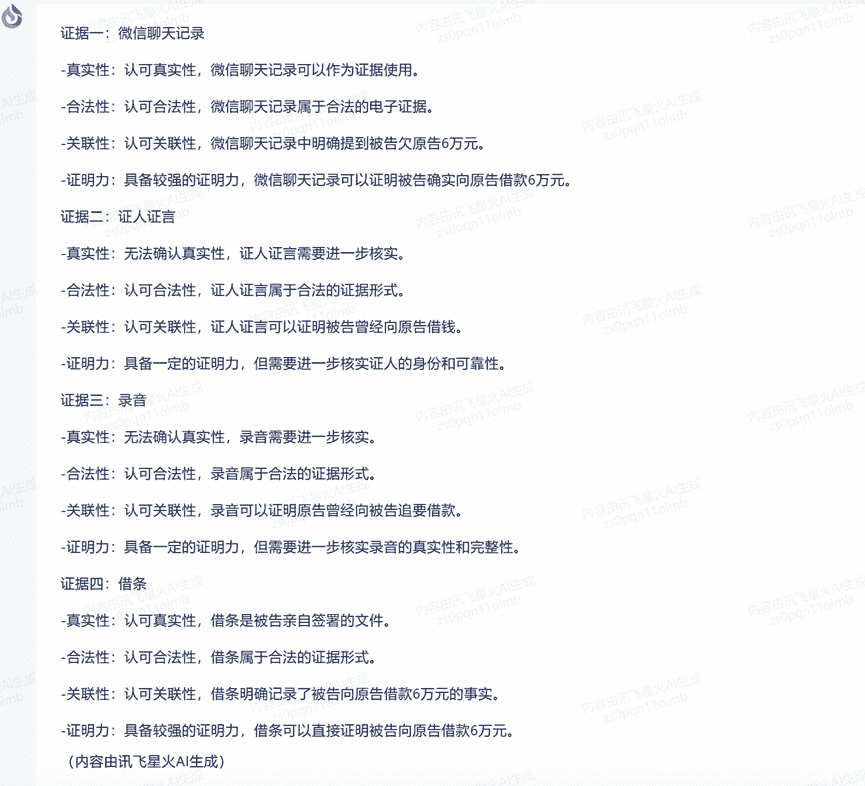 证据一：微信聊天记录
-真实性：认可真实性，微信聊天记录可以作为证据使用。
-合法性：认可合法性，微信聊天记录属于合法的电子证据。
-关联性：认可关联性，微信聊天记录中明确提到被告欠原告6万元。
-证明力：具备较强的证明力，微信聊天记录可以证明被告确实向原告借款6万元。
证据二：证人证言
-真实性：无法确认真实性，证人证言需要进一步核实。
-合法性：认可合法性，证人证言属于合法的证据形式。
-关联性：认可关联性，证人证言可以证明被告曾经向原告借钱。
-证明力：具备一定的证明力，但需要进一步核实证人的身份和可靠性。
证据三：录音
-真实性：无法确认真实性，录音需要进一步核实。
-合法性：认可合法性，录音属于合法的证据形式。
-关联性：认可关联性，录音可以证明原告曾经向被告追要借款。
-证明力：具备一定的证明力，但需要进一步核实录音的真实性和完整性。
证据四：借条
-真实性：认可真实性，借条是被告亲自签署的文件。
-合法性：认可合法性，借条属于合法的证据形式。
-关联性：认可关联性，借条明确记录了被告向原告借款6万元的事实。
-证明力：具备较强的证明力，借条可以直接证明被告向原告借款6万元。
（内容由讯飞星火AI生成）